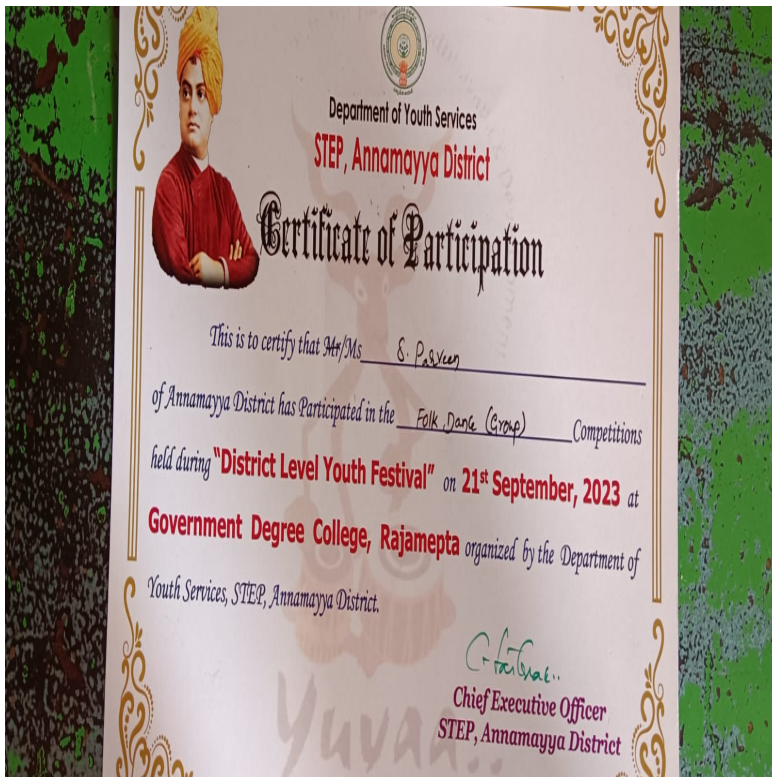 Department of Youth Services
STEP, Annamayya District
Certificate of Participation
This is to certify that Mr/Ms S. Parveen
of Annamayya District has Participated in the Folk Dance (Group) Competitions
held during "District Level Youth Festival" on 21st September, 2023 at
Government Degree College, Rajamepta organized by the Department of
Youth Services, STEP, Annamayya District.
Chief Executive Officer
STEP, Annamayya District
Yuvaa..